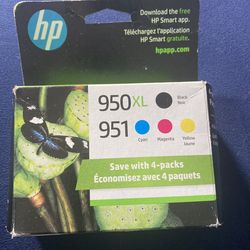 hp
Download the free
HP Smart app.
Téléchargez l'application
HP Smart gratuite.
hpapp.com
950XL
Black
Noir
951
Cyan
Magenta
Yellow
Jaune
Save with 4-packs
Économisez avec 4 paquets